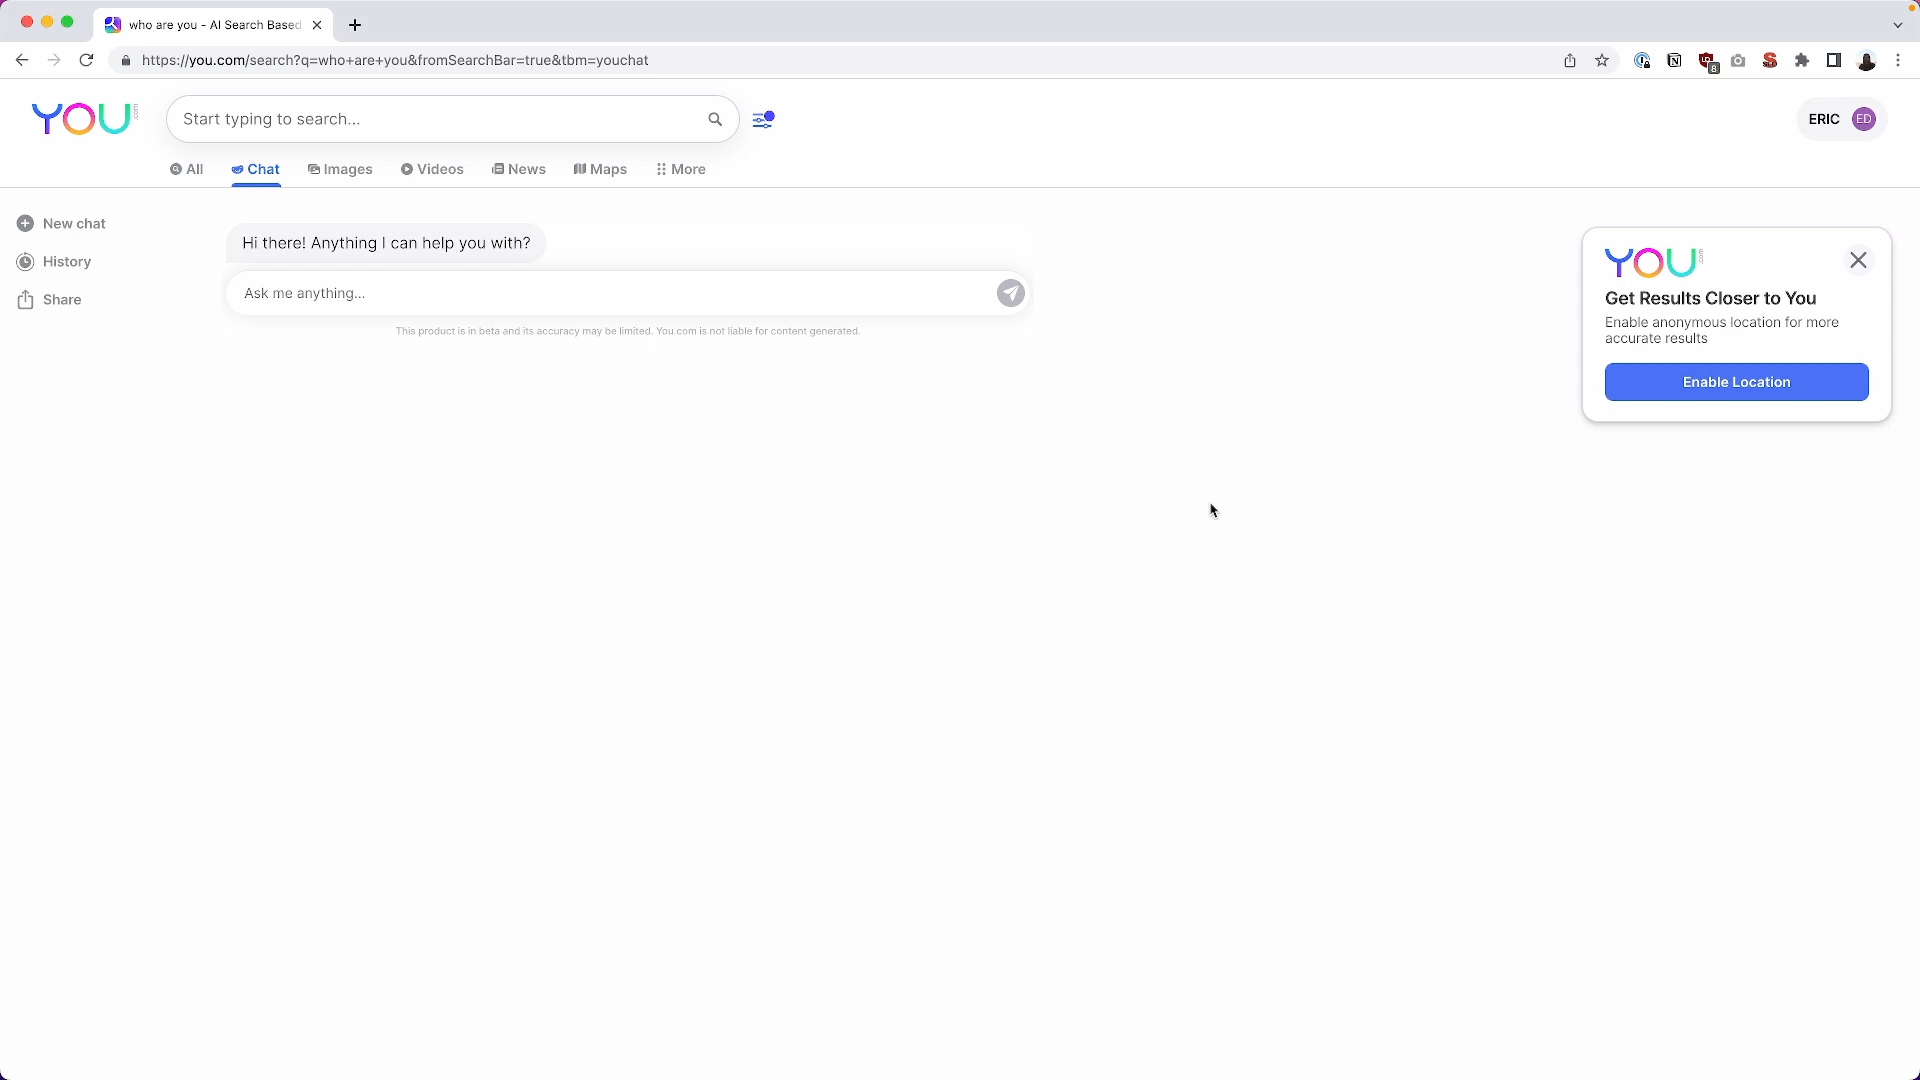 who are you - AI Search Based
https://you.com/search?q=who+are+you&fromSearchBar=true&tbm=youchat
8
YOU.com
Start typing to search...
ERIC ED
All Chat Images Videos News Maps More
New chat
History
Share
Hi there! Anything I can help you with?
Ask me anything...
This product is in beta and its accuracy may be limited. You.com is not liable for content generated.
YOU.com
Get Results Closer to You
Enable anonymous location for more
accurate results
Enable Location